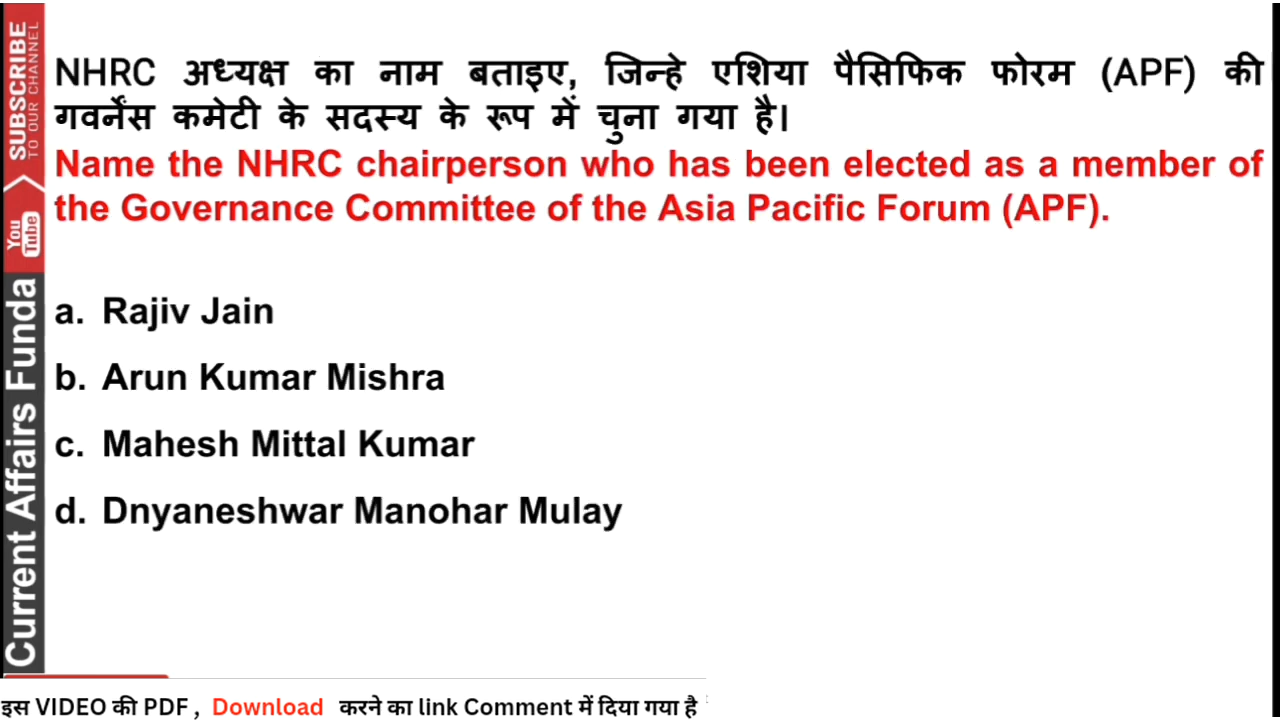 NHRC अध्यक्ष का नाम बताइए, जिन्हे एशिया पैसिफिक फोरम (APF) की
गवर्नेंस कमेटी के सदस्य के रूप में चुना गया है।
Name the NHRC chairperson who has been elected as a member of
the Governance Committee of the Asia Pacific Forum (APF).
a. Rajiv Jain
b. Arun Kumar Mishra
c. Mahesh Mittal Kumar
d. Dnyaneshwar Manohar Mulay
SUBSCRIBE
TO OUR CHANNEL
You
Tube
Current Affairs Funda
इस VIDEO की PDF , Download करने का link Comment में दिया गया है